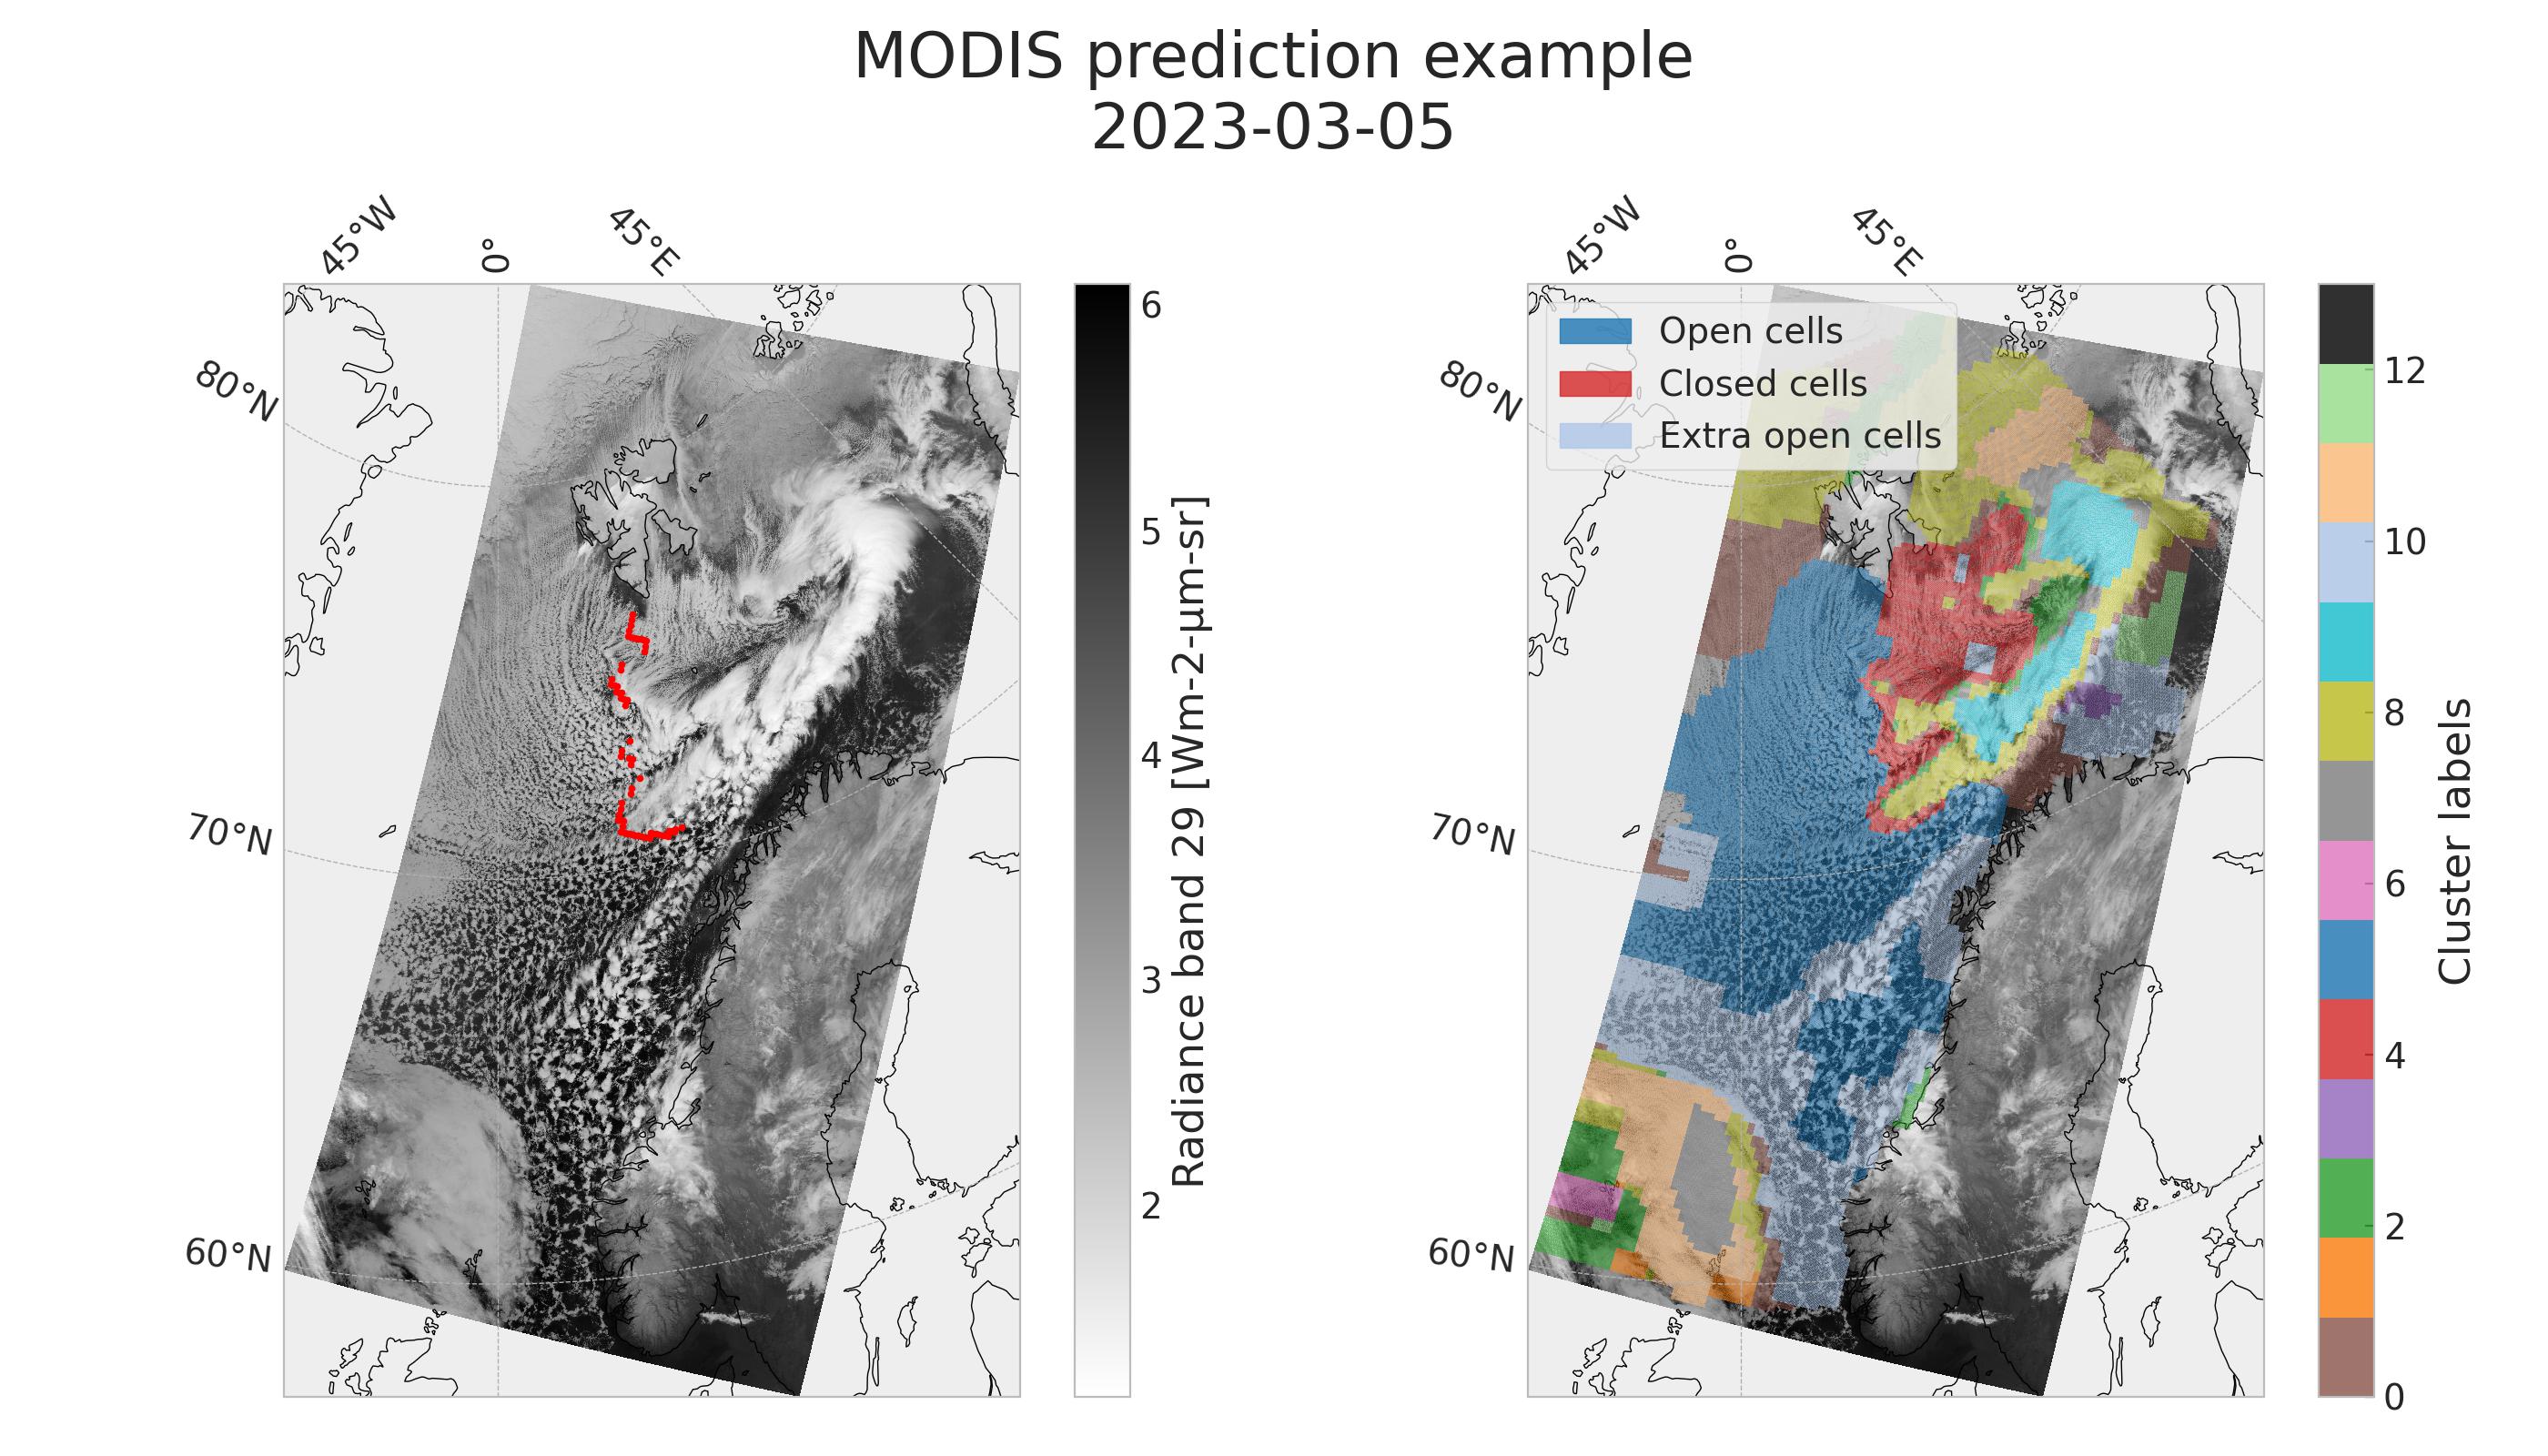 MODIS prediction example
2023-03-05
45°W
0°
45°E
80°N
70°N
60°N
6
5
4
3
2
Radiance band 29 [Wm-2-μm-sr]
45°W
0°
45°E
80°N
70°N
60°N
Open cells
Closed cells
Extra open cells
12
10
8
6
4
2
0
Cluster labels